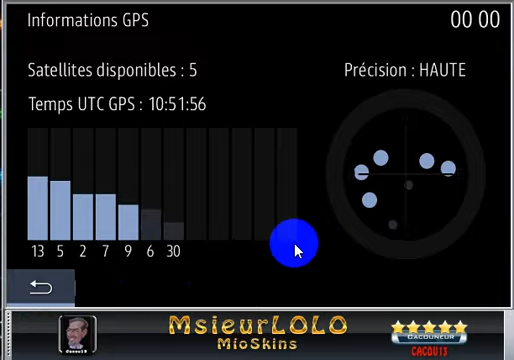 Informations GPS
00 00
Satellites disponibles : 5
Précision : HAUTE
Temps UTC GPS : 10:51:56
13 5 2 7 9 6 30
MsieurLOLO
MioSkins
Cacou13
CACOUNEUR
CACOU13